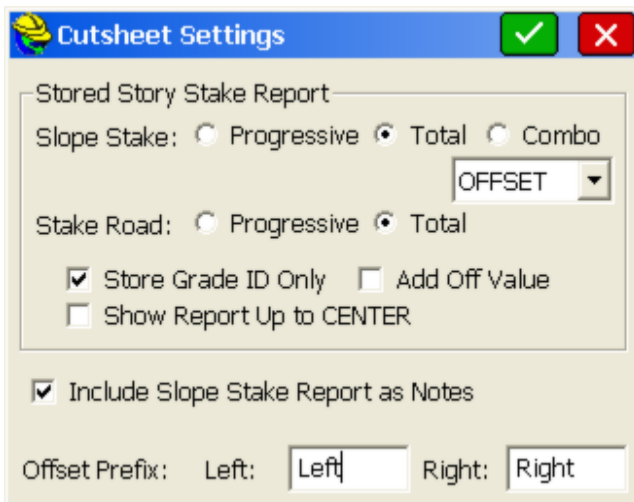 Cutsheet Settings
Stored Story Stake Report
Slope Stake: Progressive Total Combo
OFFSET
Stake Road: Progressive Total
Store Grade ID Only Add Off Value
Show Report Up to CENTER
Include Slope Stake Report as Notes
Offset Prefix: Left: Left Right: Right